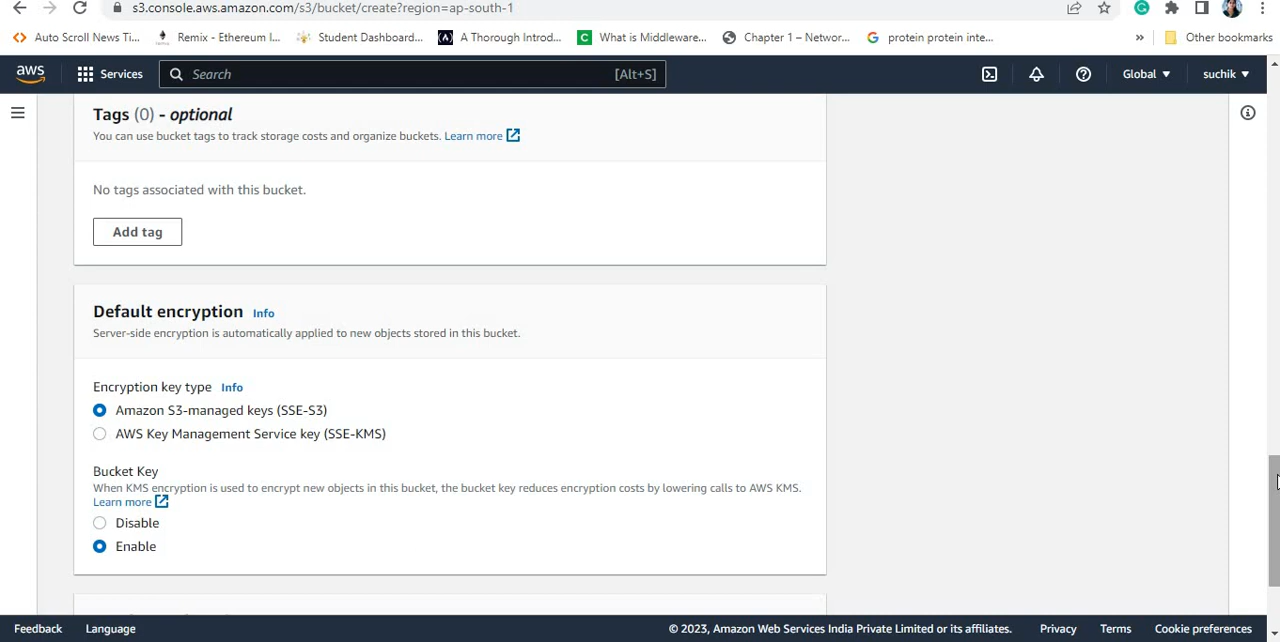 s3.console.aws.amazon.com/s3/bucket/create?region=ap-south-1
Auto Scroll News Ti...
Remix - Ethereum I...
Student Dashboard...
A Thorough Introd...
What is Middleware...
Chapter 1 – Networ...
protein protein inte...
»
Other bookmarks
aws
Services
Search
[Alt+S]
Global
suchik
Tags (0) - optional
You can use bucket tags to track storage costs and organize buckets. Learn more
No tags associated with this bucket.
Add tag
Default encryption Info
Server-side encryption is automatically applied to new objects stored in this bucket.
Encryption key type Info
Amazon S3-managed keys (SSE-S3)
AWS Key Management Service key (SSE-KMS)
Bucket Key
When KMS encryption is used to encrypt new objects in this bucket, the bucket key reduces encryption costs by lowering calls to AWS KMS.
Learn more
Disable
Enable
Feedback
Language
© 2023, Amazon Web Services India Private Limited or its affiliates.
Privacy
Terms
Cookie preferences